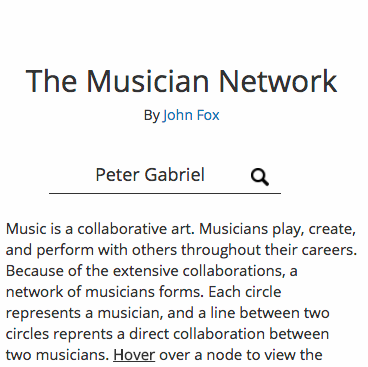 The Musician Network
By John Fox
Peter Gabriel
Music is a collaborative art. Musicians play, create,
and perform with others throughout their careers.
Because of the extensive collaborations, a
network of musicians forms. Each circle
represents a musician, and a line between two
circles reprents a direct collaboration between
two musicians. Hover over a node to view the